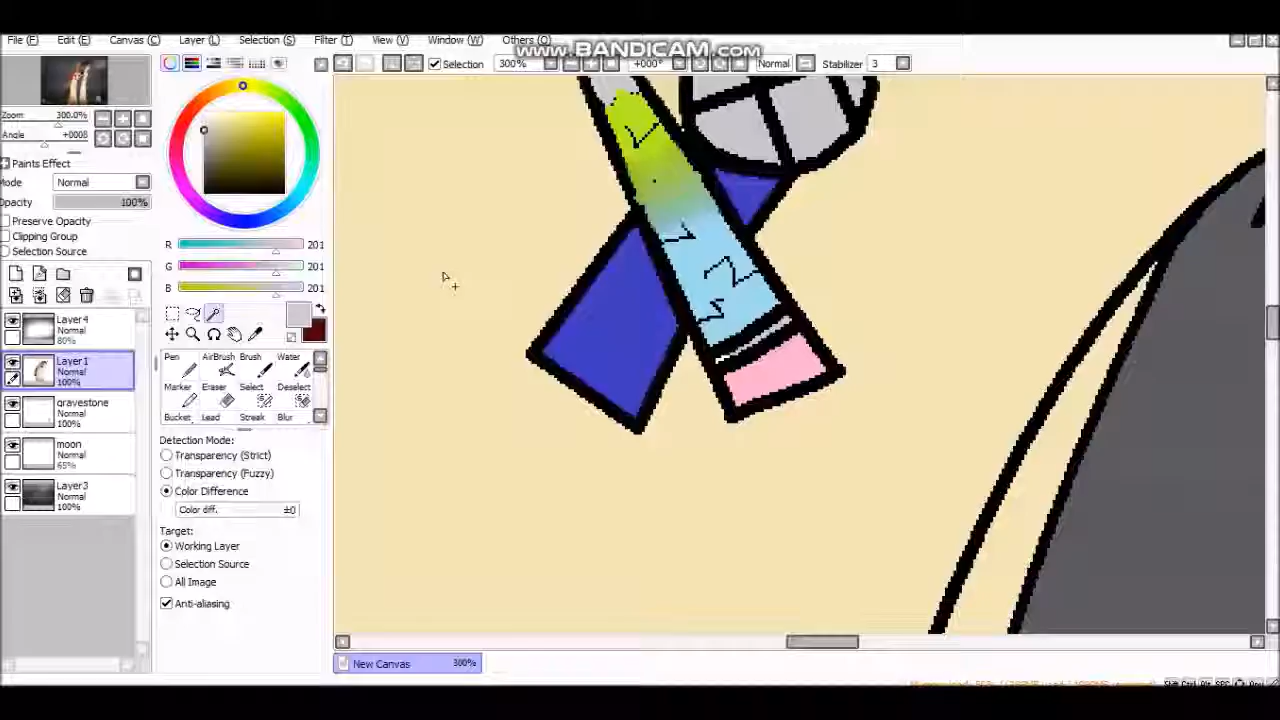 www.BANDICAM.com
File (F) Edit (E) Canvas (C) Layer (L) Selection (S) Filter (T) View (V) Window (W) Others (O)
Selection 300% +000° Normal Stabilizer 3
Zoom: 300.0%
Angle +0008
Paints Effect
Mode Normal
Opacity 100%
Preserve Opacity
Clipping Group
Selection Source
Layer4
Normal
80%
Layer1
Normal
100%
gravestone
Normal
100%
moon
Normal
65%
Layer3
Normal
100%
R 201
G 201
B 201
Pen AirBrush Brush Water
Marker Eraser Select Deselect
Bucket Lead Streak Blur
Detection Mode:
Transparency (Strict)
Transparency (Fuzzy)
Color Difference
Color diff. ±0
Target:
Working Layer
Selection Source
All Image
Anti-aliasing
New Canvas 300%